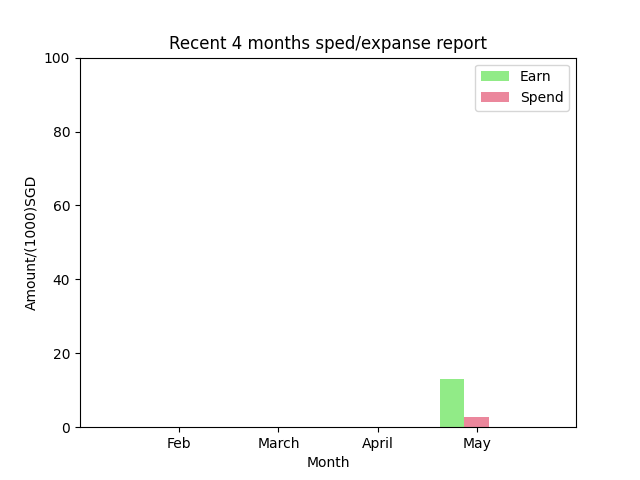 Recent 4 months sped/expanse report
Earn
Spend
100
80
60
40
20
0
Amount/(1000)SGD
Feb March April May
Month